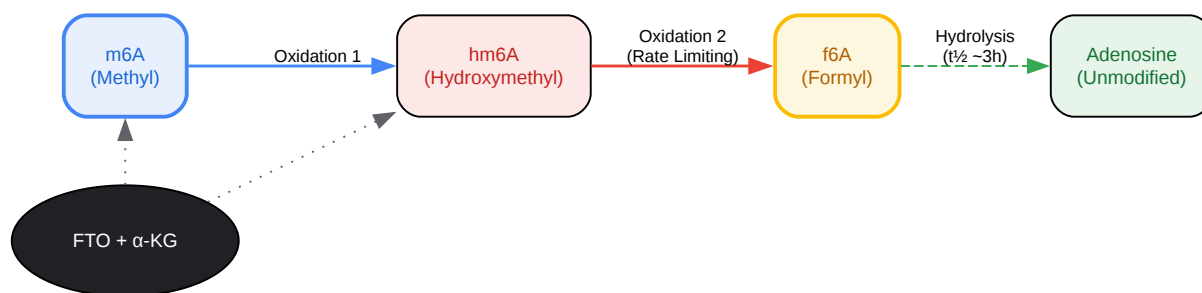 m6A
(Methyl)
Oxidation 1
hm6A
(Hydroxymethyl)
Oxidation 2
(Rate Limiting)
f6A
(Formyl)
Hydrolysis
(t½ ~3h)
Adenosine
(Unmodified)
FTO + α-KG